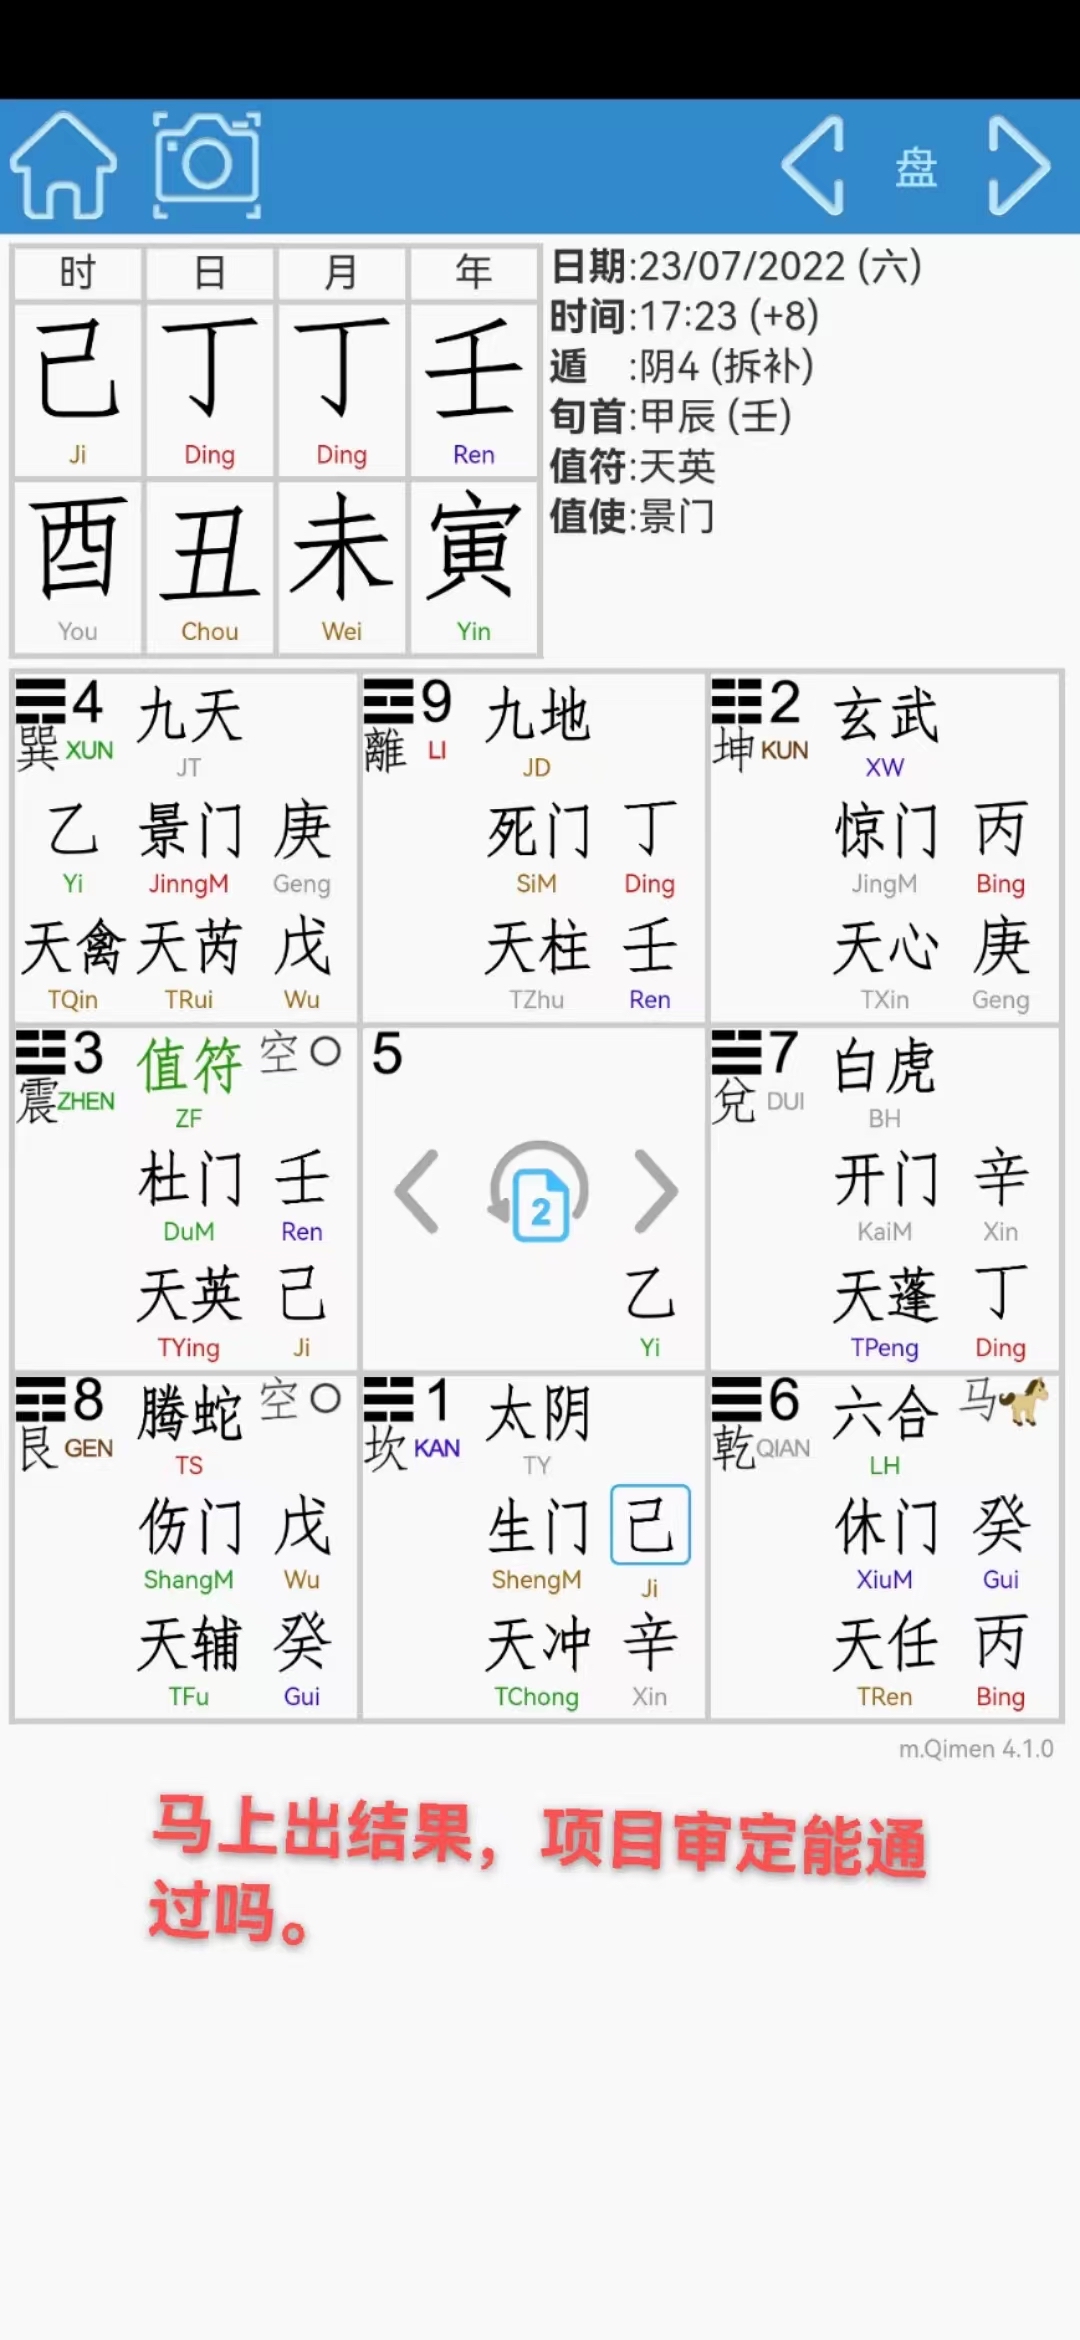 盘
时 日 月 年
己 丁 丁 壬
Ji Ding Ding Ren
酉 丑 未 寅
You Chou Wei Yin
日期:23/07/2022 (六)
时间:17:23 (+8)
遁 :阴4 (拆补)
旬首:甲辰 (壬)
值符:天英
值使:景门
4 九天
巽 XUN JT
乙 景门 庚
Yi JinngM Geng
天禽 天芮 戊
TQin TRui Wu
9 九地
離 LI JD
死门 丁
SiM Ding
天柱 壬
TZhu Ren
2 玄武
坤 KUN XW
惊门 丙
JingM Bing
天心 庚
TXin Geng
3 值符 空
震 ZHEN ZF
杜门 壬
DuM Ren
天英 己
TYing Ji
5
2
乙
Yi
7 白虎
兌 DUI BH
开门 辛
KaiM Xin
天蓬 丁
TPeng Ding
8 腾蛇 空
艮 GEN TS
伤门 戊
ShangM Wu
天辅 癸
TFu Gui
1 太阴
坎 KAN TY
生门 己
ShengM Ji
天冲 辛
TChong Xin
6 六合 马
乾 QIAN LH
休门 癸
XiuM Gui
天任 丙
TRen Bing
m.Qimen 4.1.0
马上出结果，项目审定能通
过吗。